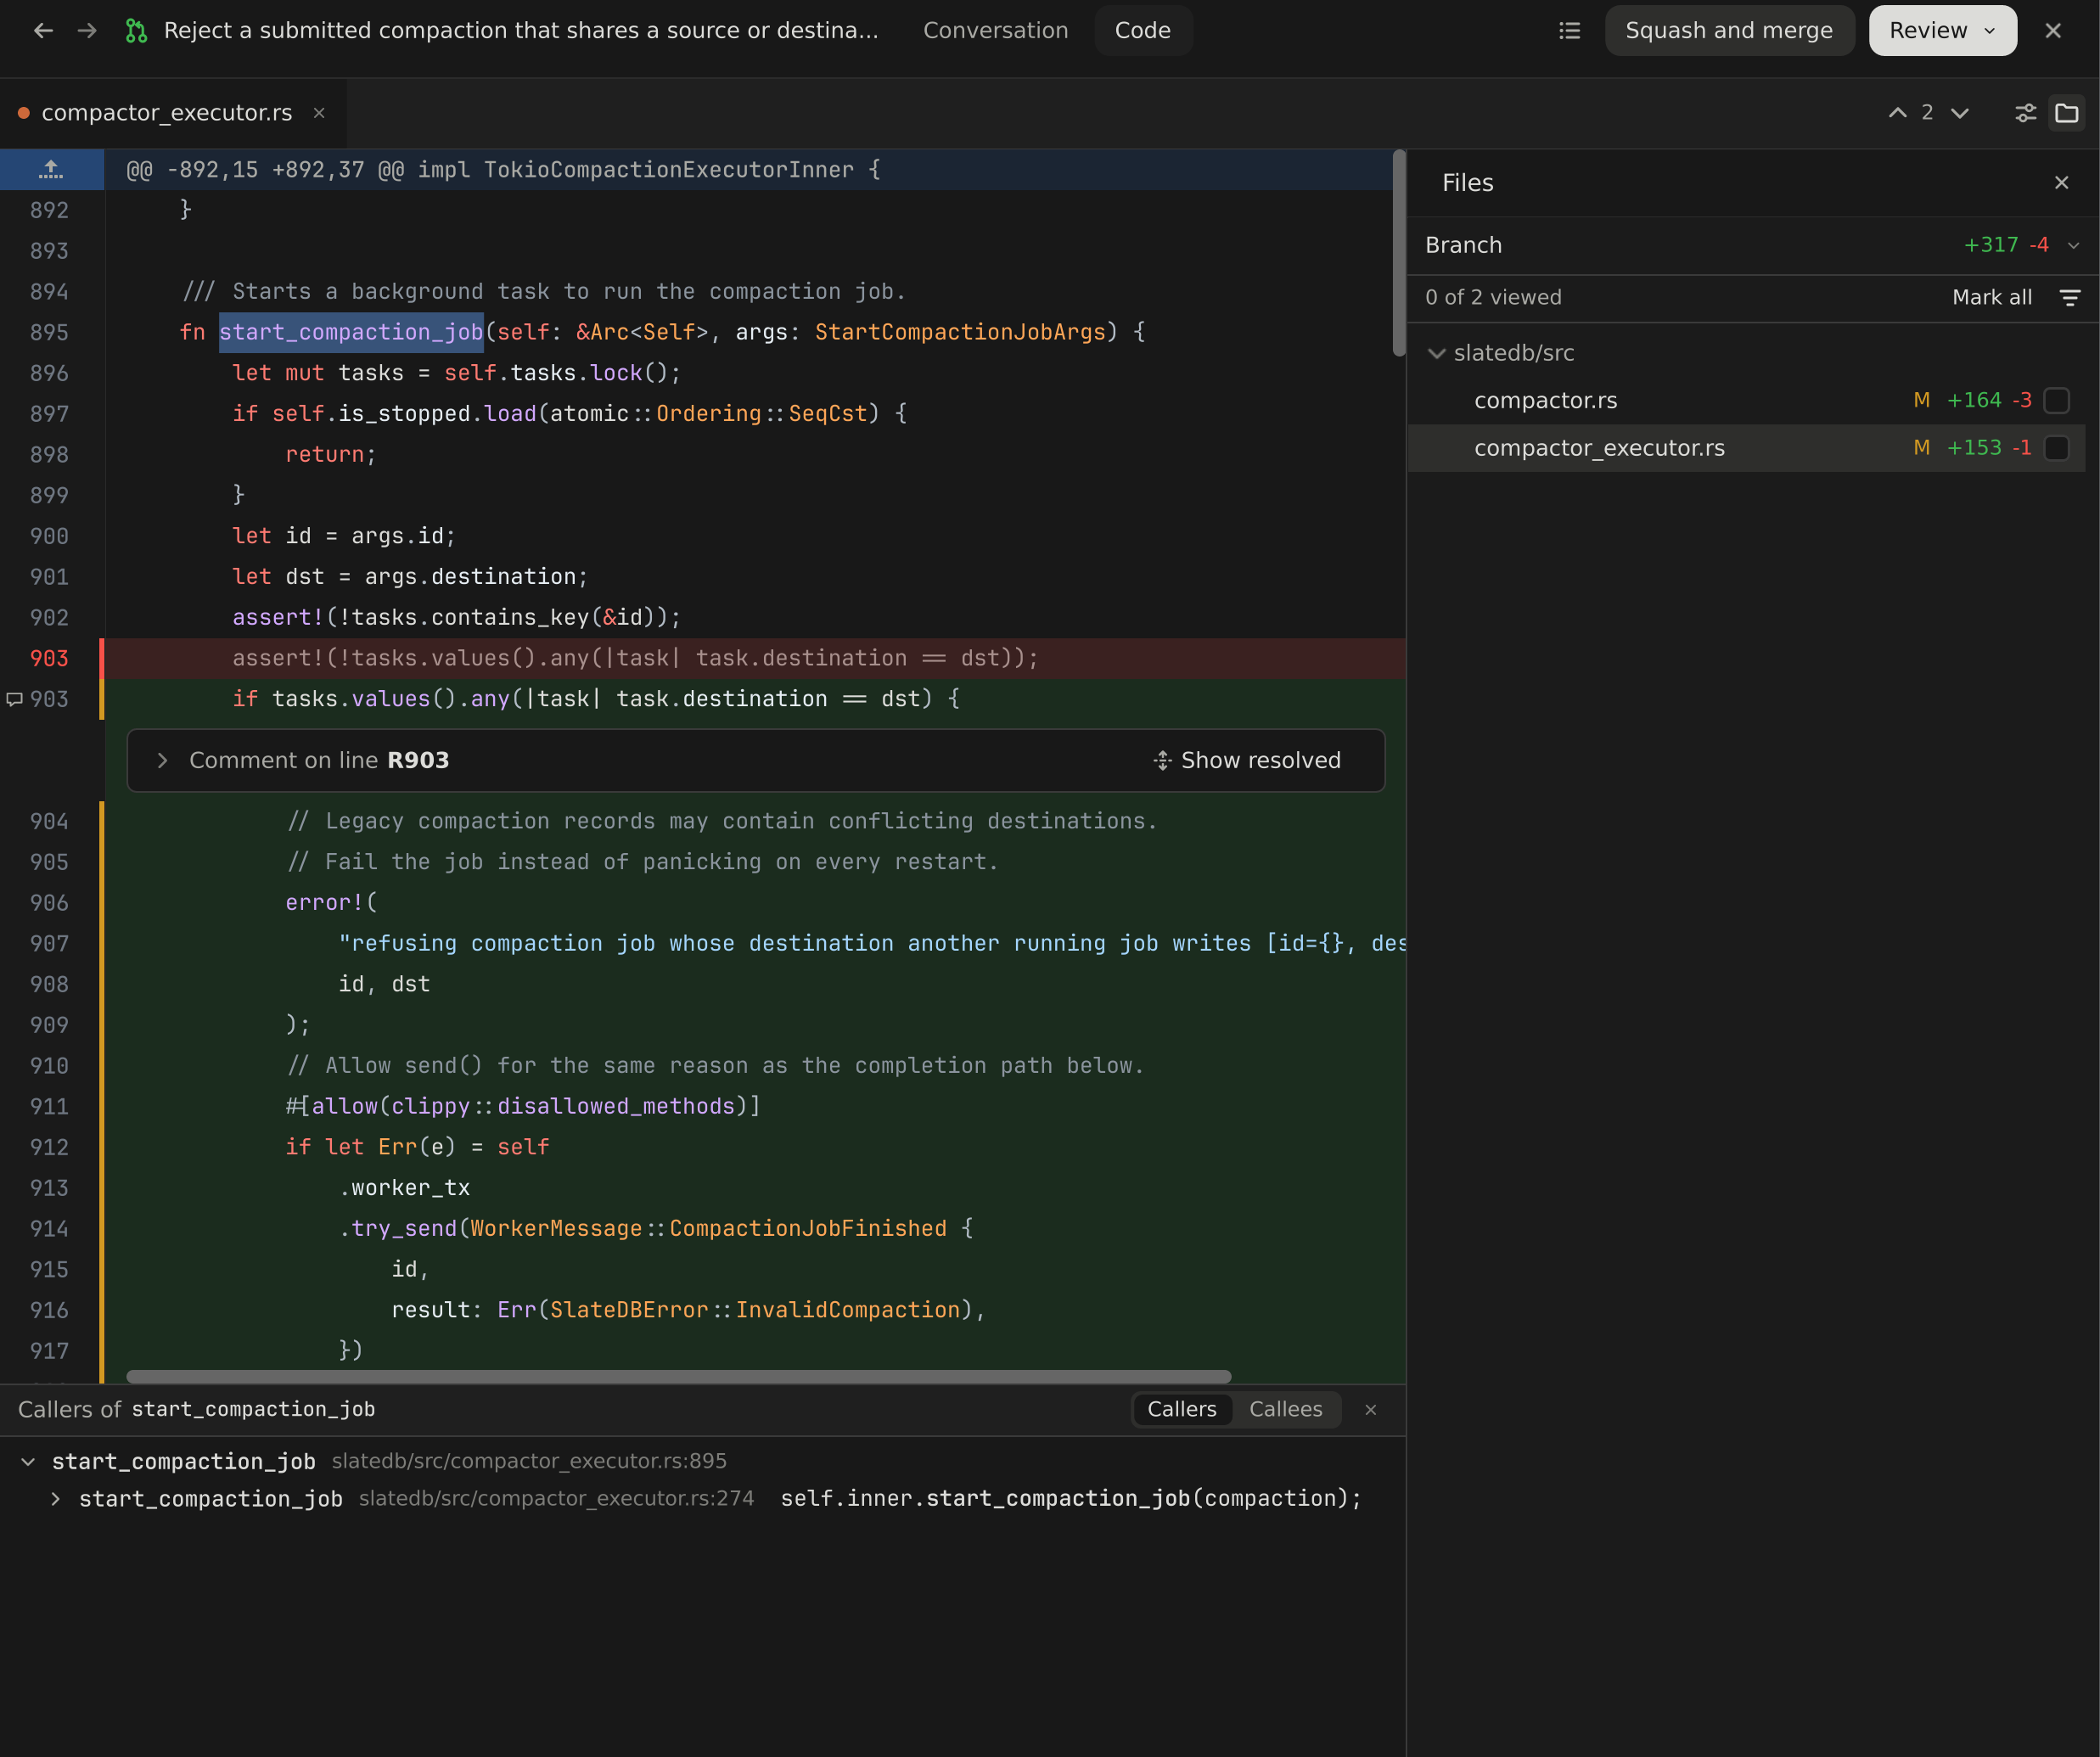 Reject a submitted compaction that shares a source or destina... Conversation Code Squash and merge Review
compactor_executor.rs 2
@@ -892,15 +892,37 @@ impl TokioCompactionExecutorInner {
892 }
893
894 /// Starts a background task to run the compaction job.
895 fn start_compaction_job(self: &Arc<Self>, args: StartCompactionJobArgs) {
896 let mut tasks = self.tasks.lock();
897 if self.is_stopped.load(atomic::Ordering::SeqCst) {
898 return;
899 }
900 let id = args.id;
901 let dst = args.destination;
902 assert!(!tasks.contains_key(&id));
903 assert!(!tasks.values().any(|task| task.destination == dst));
903 if tasks.values().any(|task| task.destination == dst) {
Comment on line R903 Show resolved
904 // Legacy compaction records may contain conflicting destinations.
905 // Fail the job instead of panicking on every restart.
906 error!(
907 "refusing compaction job whose destination another running job writes [id={}, des
908 id, dst
909 );
910 // Allow send() for the same reason as the completion path below.
911 #[allow(clippy::disallowed_methods)]
912 if let Err(e) = self
913 .worker_tx
914 .try_send(WorkerMessage::CompactionJobFinished {
915 id,
916 result: Err(SlateDBError::InvalidCompaction),
917 })
Callers of start_compaction_job Callers Callees
start_compaction_job slatedb/src/compactor_executor.rs:895
start_compaction_job slatedb/src/compactor_executor.rs:274 self.inner.start_compaction_job(compaction);
Files
Branch +317 -4
0 of 2 viewed Mark all
slatedb/src
compactor.rs M +164 -3
compactor_executor.rs M +153 -1